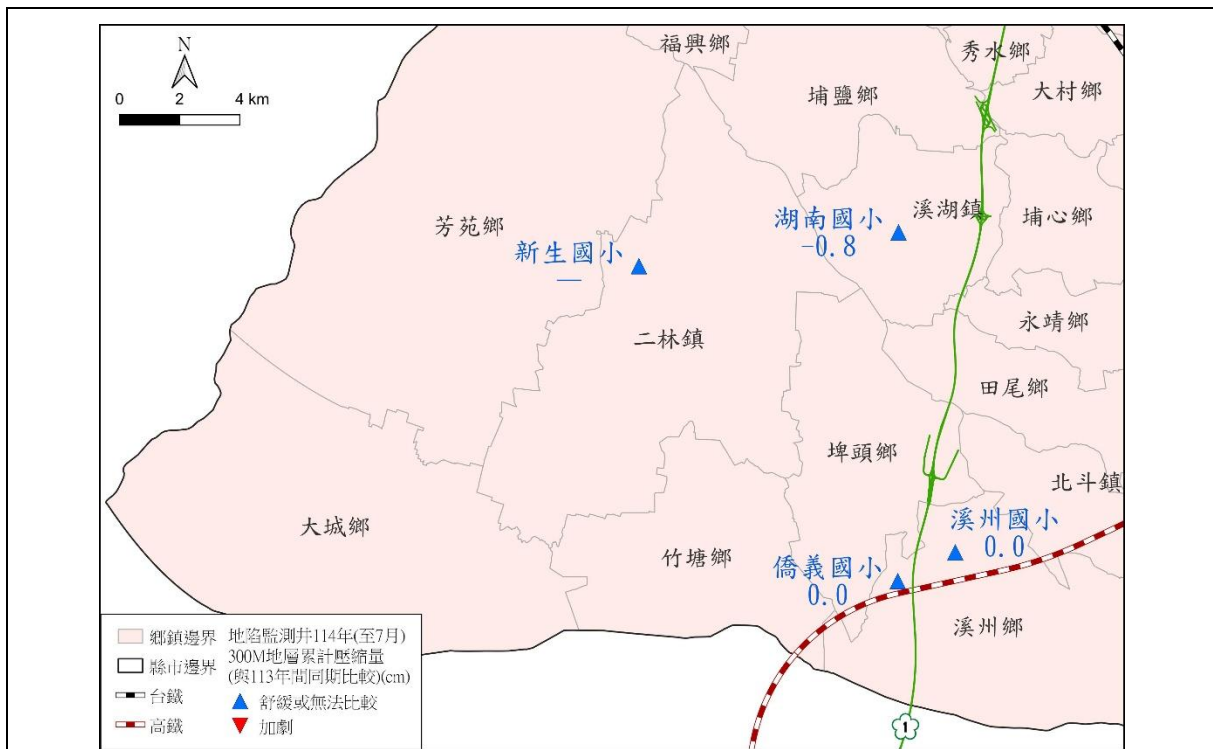 N
0 2 4 km
福興鄉
秀水鄉
埔鹽鄉
大村鄉
芳苑鄉
湖南國小
-0.8
溪湖鎮
埔心鄉
新生國小
—
二林鎮
永靖鄉
田尾鄉
埤頭鄉
北斗鎮
大城鄉
竹塘鄉
溪州國小
0.0
僑義國小
0.0
溪州鄉
1
鄉鎮邊界
縣市邊界
台鐵
高鐵
地陷監測井114年(至7月)
300M地層累計壓縮量
(與113年間同期比較)(cm)
舒緩或無法比較
加劇